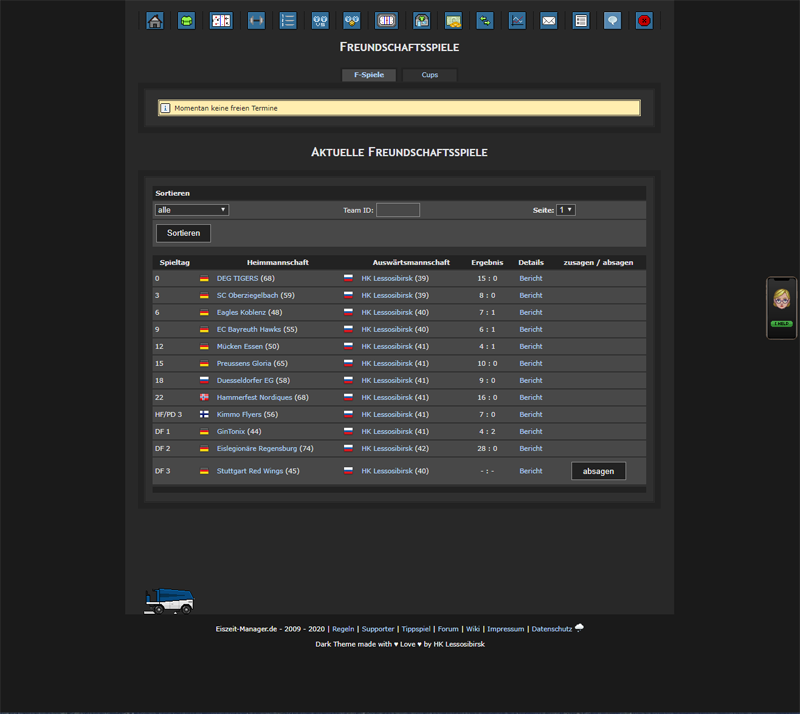 Freundschaftsspiele
F-Spiele Cups
Momentan keine freien Termine
Aktuelle Freundschaftsspiele
Sortieren
alle Team ID: Seite: 1
Sortieren
Spieltag Heimmannschaft Auswärtsmannschaft Ergebnis Details zusagen / absagen
0 DEG TIGERS (68) HK Lessosibirsk (39) 15 : 0 Bericht
3 SC Oberziegelbach (59) HK Lessosibirsk (39) 8 : 0 Bericht
6 Eagles Koblenz (48) HK Lessosibirsk (40) 7 : 1 Bericht
9 EC Bayreuth Hawks (55) HK Lessosibirsk (40) 6 : 1 Bericht
12 Mücken Essen (50) HK Lessosibirsk (41) 4 : 1 Bericht
15 Preussens Gloria (65) HK Lessosibirsk (41) 10 : 0 Bericht
18 Duesseldorfer EG (58) HK Lessosibirsk (41) 9 : 0 Bericht
22 Hammerfest Nordiques (68) HK Lessosibirsk (41) 16 : 0 Bericht
HF/PD 3 Kimmo Flyers (56) HK Lessosibirsk (41) 7 : 0 Bericht
DF 1 GinTonix (44) HK Lessosibirsk (41) 4 : 2 Bericht
DF 2 Eislegionäre Regensburg (74) HK Lessosibirsk (42) 28 : 0 Bericht
DF 3 Stuttgart Red Wings (45) HK Lessosibirsk (40) - : - Bericht absagen
Eiszeit-Manager.de - 2009 - 2020 | Regeln | Supporter | Tippspiel | Forum | Wiki | Impressum | Datenschutz
Dark Theme made with ♥ Love ♥ by HK Lessosibirsk